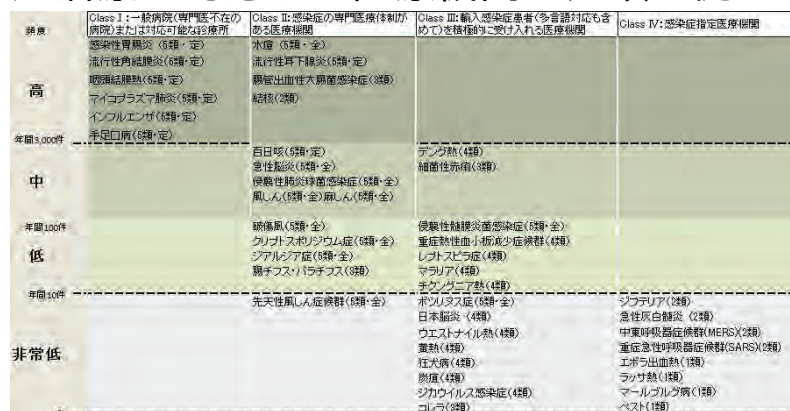 頻度
Class Ⅰ:一般病院(専門医不在の
病院)または対応可能な診療所
Class Ⅱ:感染症の専門医療体制が
ある医療機関
Class Ⅲ:輸入感染症患者(多言語対応も含
めて)を積極的に受け入れる医療機関
Class Ⅳ:感染症指定医療機関
高
感染性胃腸炎(5類・定)
流行性角結膜炎(5類・定)
咽頭結膜熱(5類・定)
マイコプラズマ肺炎(5類・定)
インフルエンザ(5類・定)
手足口病(5類・定)
水痘(5類・全)
流行性耳下腺炎(5類・定)
腸管出血性大腸菌感染症(3類)
結核(2類)
年間3,000件
中
百日咳(5類・定)
急性脳炎(5類・全)
侵襲性肺炎球菌感染症(5類・全)
風しん(5類・全)麻しん(5類・全)
デング熱(4類)
細菌性赤痢(3類)
年間100件
低
破傷風(5類・全)
クリプトスポリジウム症(5類・全)
ジアルジア症(5類・全)
腸チフス・パラチフス(3類)
侵襲性髄膜炎菌感染症(5類・全)
重症熱性血小板減少症候群(4類)
レプトスピラ症(4類)
マラリア(4類)
チクングニア熱(4類)
年間10件
非常低
先天性風しん症候群(5類・全)
ボツリヌス症(5類・全)
日本脳炎(4類)
ウエストナイル熱(4類)
黄熱(4類)
狂犬病(4類)
炭疽(4類)
ジカウイルス感染症(4類)
コレラ(3類)
ジフテリア(2類)
急性灰白髄炎(2類)
中東呼吸器症候群(MERS)(2類)
重症急性呼吸器症候群(SARS)(2類)
エボラ出血熱(1類)
ラッサ熱(1類)
マールブルグ病(1類)
ペスト(1類)